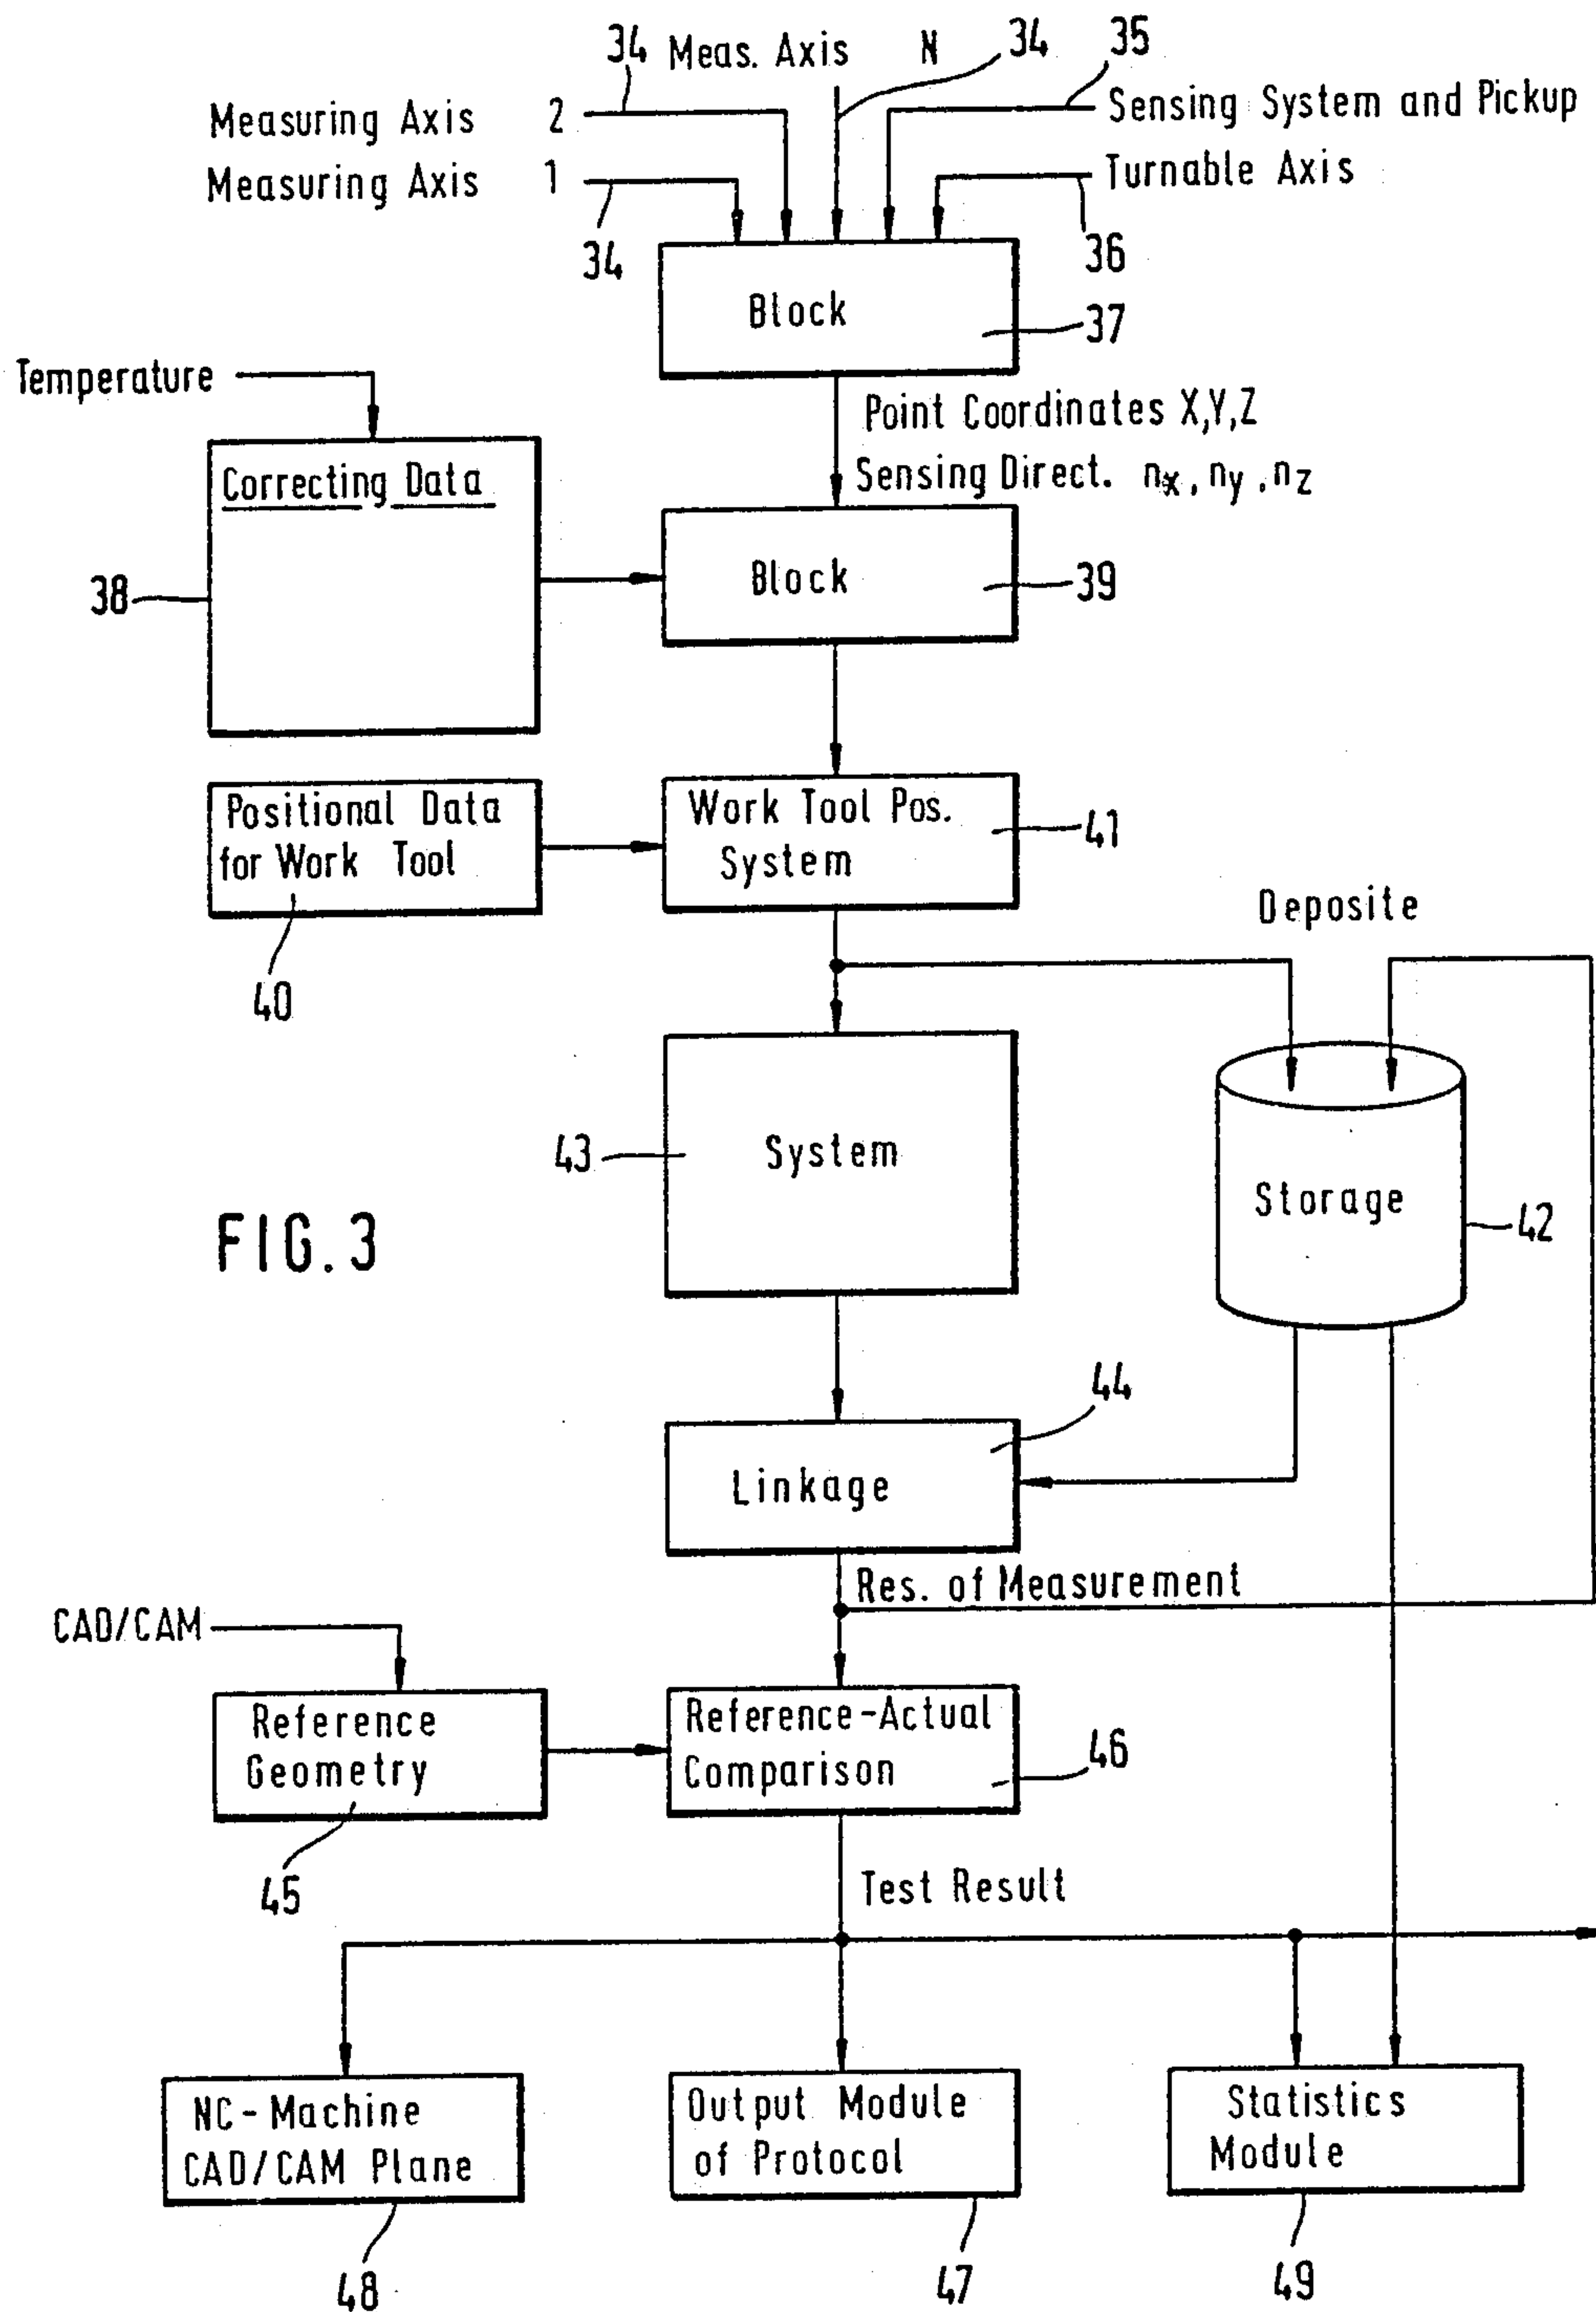 34 Meas. Axis N 34 35
Measuring Axis 2
Sensing System and Pickup
Measuring Axis 1
Turnable Axis
34
36
Block
37
Temperature
Point Coordinates X,Y,Z
Correcting Data
Sensing Direct. nx, ny, nz
Block
38
39
Positional Data
for Work Tool
Work Tool Pos.
System
41
40
Deposite
43
System
Storage
42
FIG. 3
44
Linkage
Res. of Measurement
CAD/CAM
Reference
Geometry
Reference-Actual
Comparison
46
45
Test Result
NC-Machine
CAD/CAM Plane
Output Module
of Protocol
Statistics
Module
48
47
49